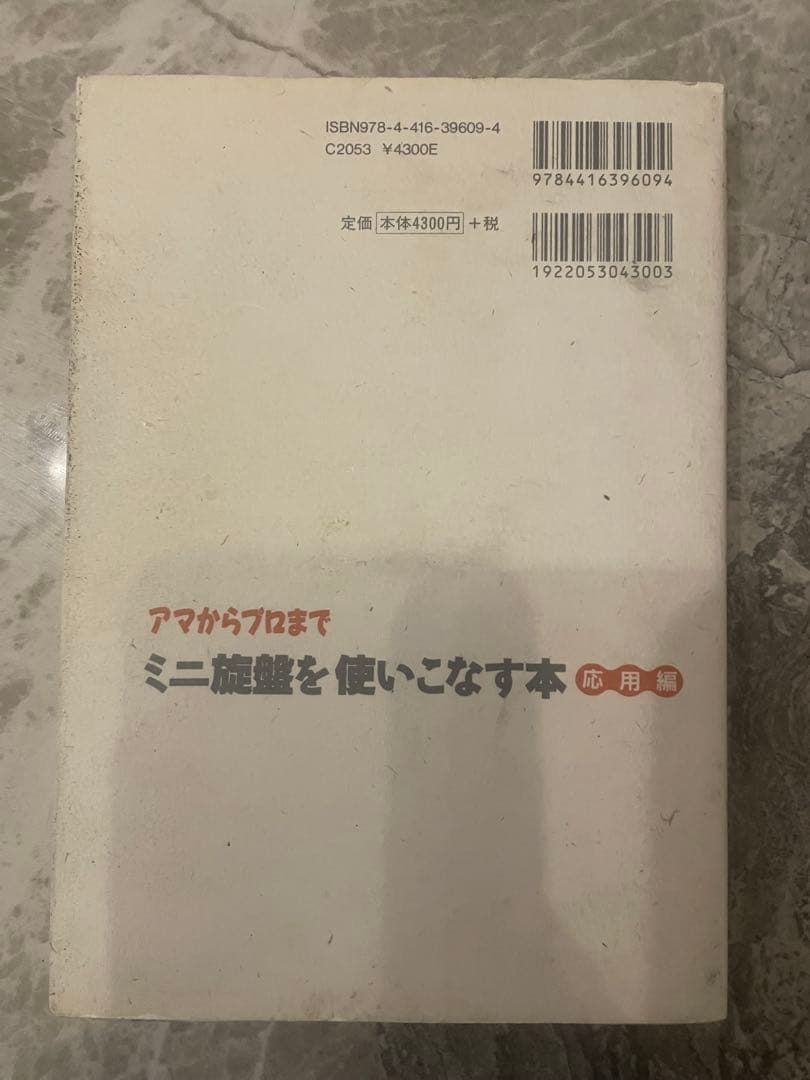 ISBN978-4-416-39609-4
C2053 ¥4300E
9784416396094
定価 本体4300円 +税
1922053043003
アマからプロまで
ミニ旋盤を使いこなす本 応用編